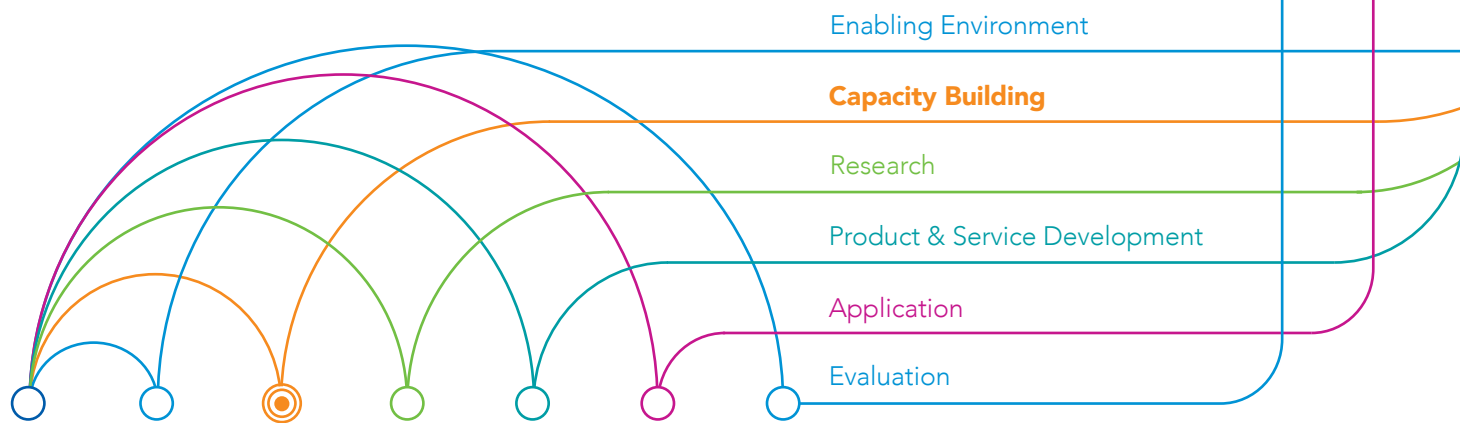 Enabling Environment
Capacity Building
Research
Product & Service Development
Application
Evaluation